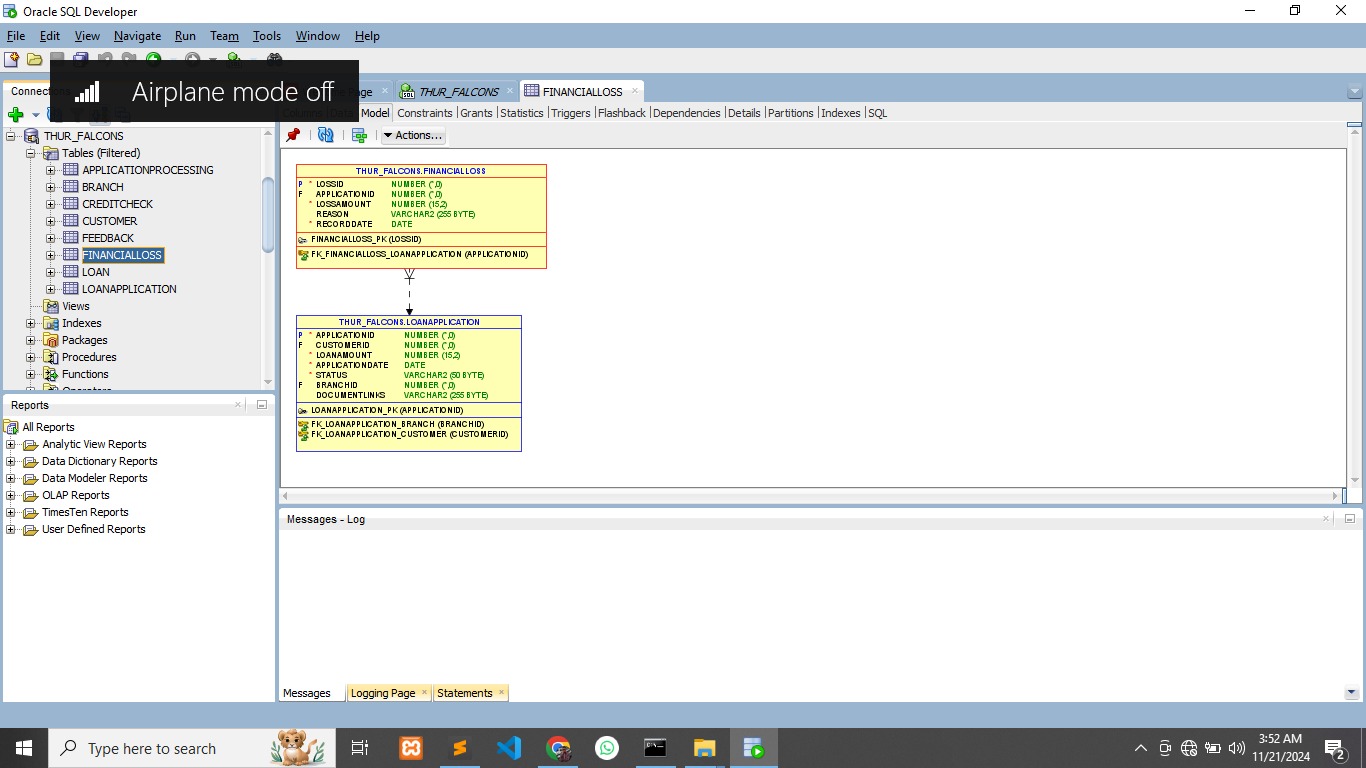 Oracle SQL Developer
File Edit View Navigate Run Team Tools Window Help
Airplane mode off
Page
THUR_FALCONS
FINANCIALLOSS
Model Constraints Grants Statistics Triggers Flashback Dependencies Details Partitions Indexes SQL
Actions...
THUR_FALCONS
Tables (Filtered)
APPLICATIONPROCESSING
BRANCH
CREDITCHECK
CUSTOMER
FEEDBACK
FINANCIALLOSS
LOAN
LOANAPPLICATION
Views
Indexes
Packages
Procedures
Functions
THUR_FALCONS.FINANCIALLOSS
P * LOSSID NUMBER (*,0)
F APPLICATIONID NUMBER (*,0)
* LOSSAMOUNT NUMBER (15,2)
REASON VARCHAR2 (255 BYTE)
* RECORDDATE DATE
FINANCIALLOSS_PK (LOSSID)
FK_FINANCIALLOSS_LOANAPPLICATION (APPLICATIONID)
THUR_FALCONS.LOANAPPLICATION
P * APPLICATIONID NUMBER (*,0)
F CUSTOMERID NUMBER (*,0)
* LOANAMOUNT NUMBER (15,2)
* APPLICATIONDATE DATE
* STATUS VARCHAR2 (50 BYTE)
F BRANCHID NUMBER (*,0)
DOCUMENTLINKS VARCHAR2 (255 BYTE)
LOANAPPLICATION_PK (APPLICATIONID)
FK_LOANAPPLICATION_BRANCH (BRANCHID)
FK_LOANAPPLICATION_CUSTOMER (CUSTOMERID)
Reports
All Reports
Analytic View Reports
Data Dictionary Reports
Data Modeler Reports
OLAP Reports
TimesTen Reports
User Defined Reports
Messages - Log
Messages Logging Page Statements
Type here to search
3:52 AM
11/21/2024
2